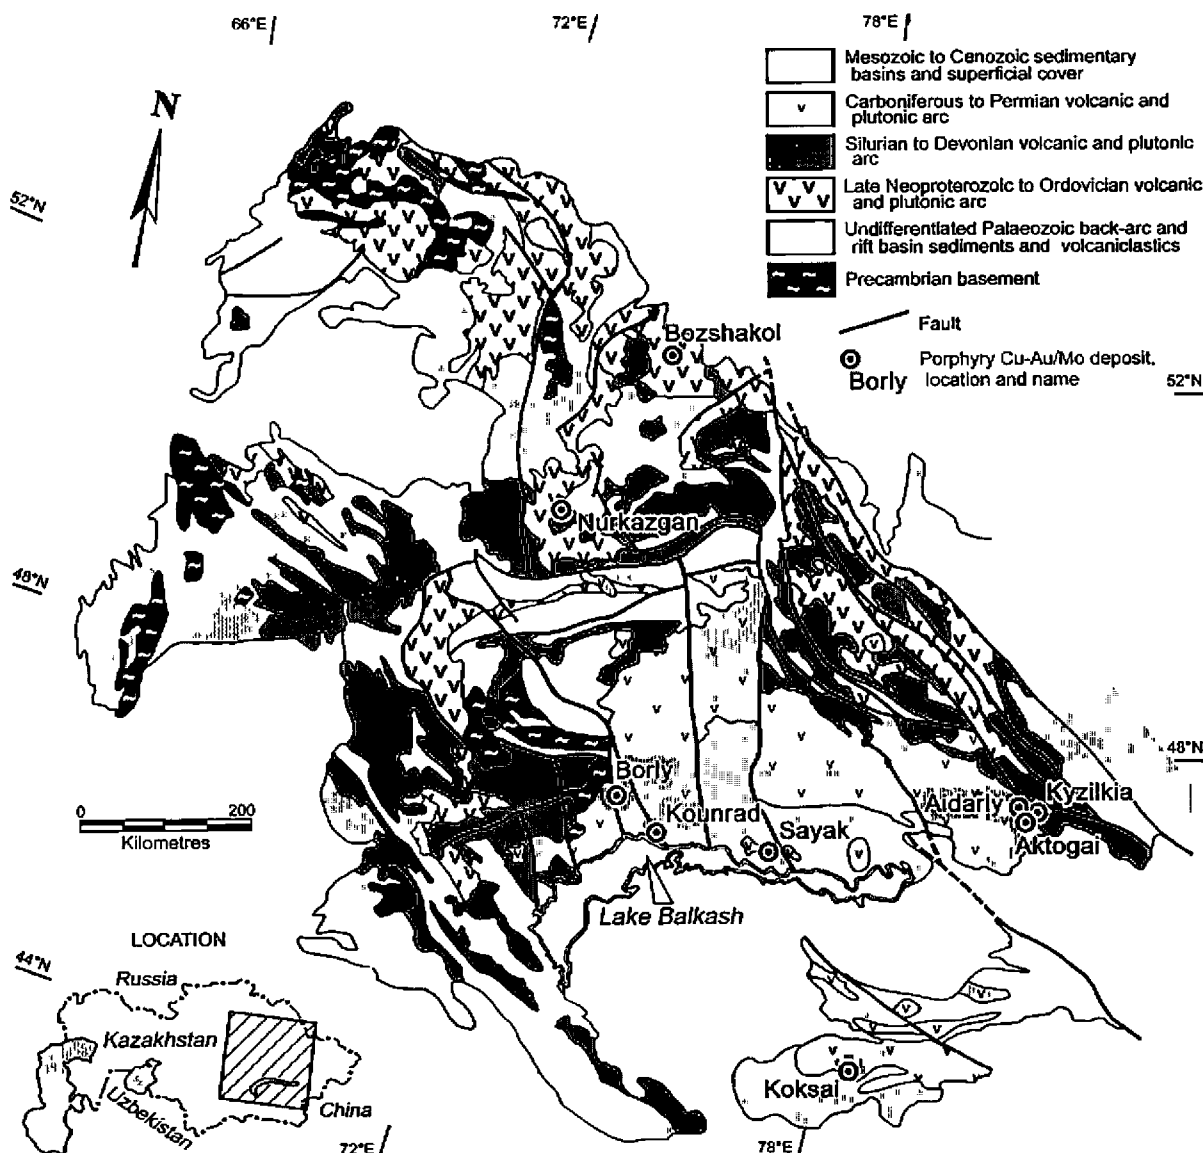 66°E
72°E
78°E
Mesozoic to Cenozoic sedimentary
basins and superficial cover
Carboniferous to Permian volcanic and
plutonic arc
Silurian to Devonian volcanic and plutonic
arc
Late Neoproterozoic to Ordovician volcanic
and plutonic arc
Undifferentiated Palaeozoic back-arc and
rift basin sediments and volcaniclastics
Precambrian basement
Fault
Porphyry Cu-Au/Mo deposit,
location and name
Borly
N
52°N
52°N
Bozshakol
Nurkazgan
48°N
48°N
Borly
Kounrad
Sayak
Aidarly
Kyzilkia
Aktogai
0
200
Kilometres
Lake Balkash
LOCATION
44°N
Russia
Kazakhstan
Uzbekistan
China
Koksai
72°E
78°E